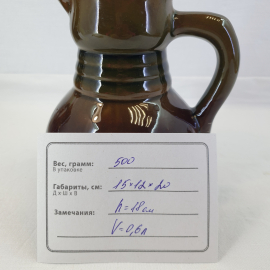 Вес, грамм: 500
В упаковке
Габариты, см: 15×12×20
Д х Ш х В
Замечания: h=18см
V=0,6л